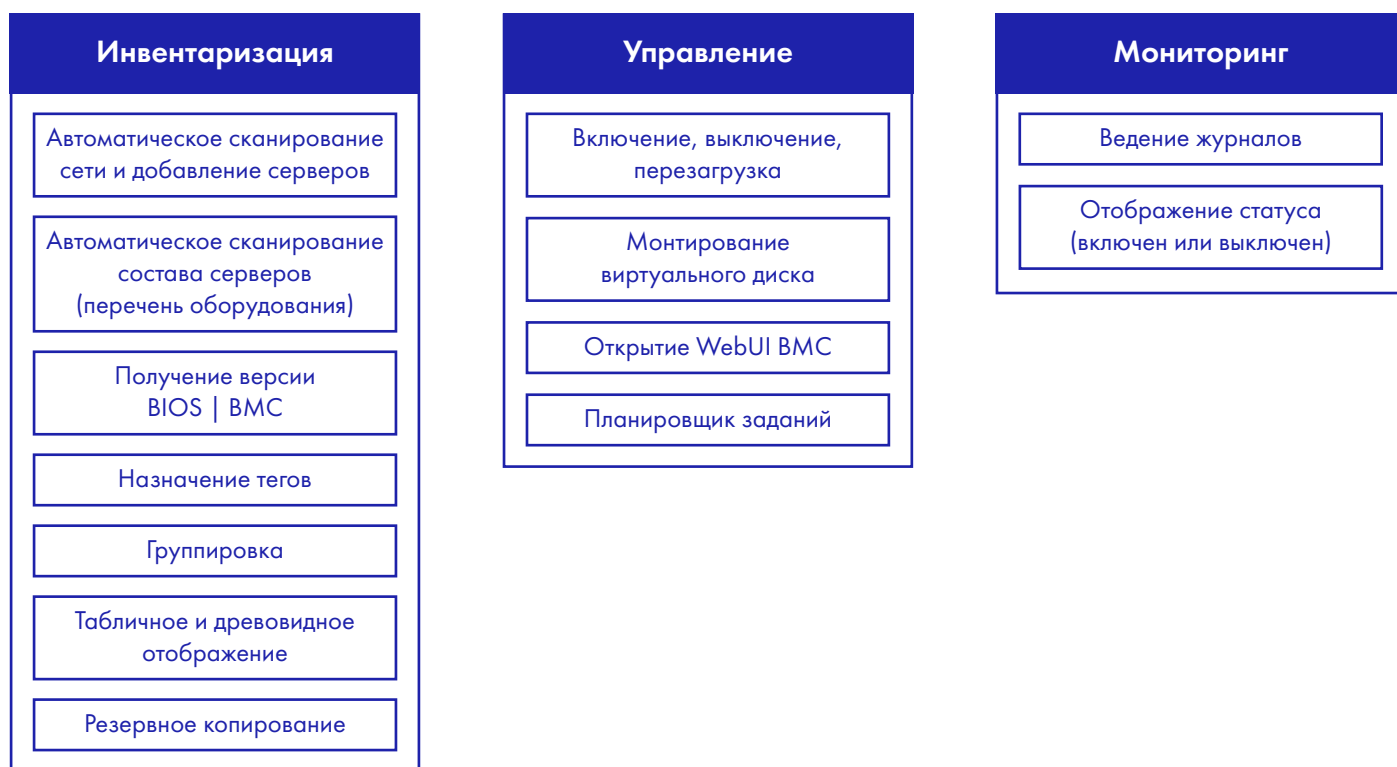 Инвентаризация
Автоматическое сканирование
сети и добавление серверов
Автоматическое сканирование
состава серверов
(перечень оборудования)
Получение версии
BIOS | BMC
Назначение тегов
Группировка
Табличное и древовидное
отображение
Резервное копирование
Управление
Включение, выключение,
перезагрузка
Монтирование
виртуального диска
Открытие WebUI BMC
Планировщик заданий
Мониторинг
Ведение журналов
Отображение статуса
(включен или выключен)